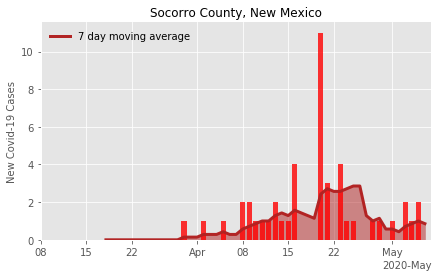 Socorro County, New Mexico
7 day moving average
New Covid-19 Cases
10
8
6
4
2
0
08 15 22 Apr 08 15 22 May
2020-May